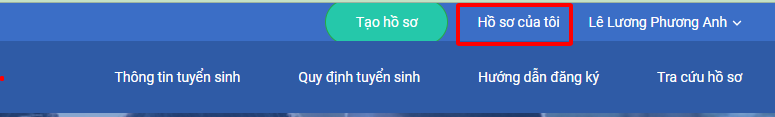 Tạo hồ sơ Hồ sơ của tôi Lê Lương Phương Anh
Thông tin tuyển sinh Quy định tuyển sinh Hướng dẫn đăng ký Tra cứu hồ sơ